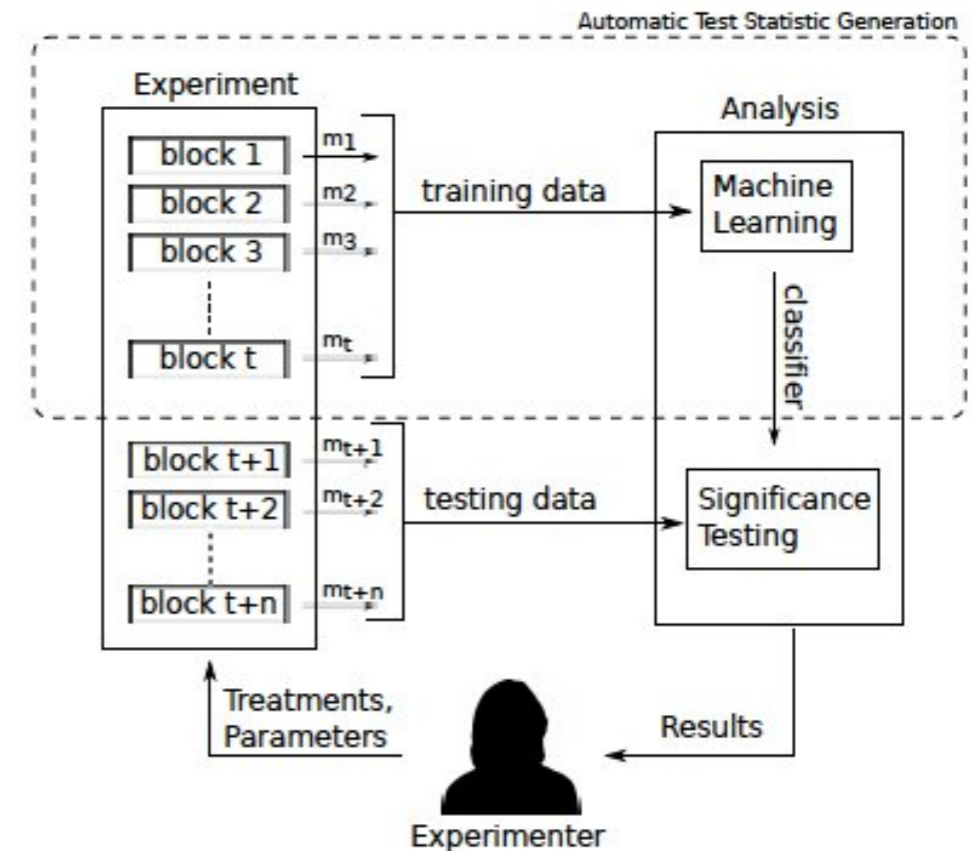 Automatic Test Statistic Generation
Experiment
block 1
m1
block 2
m2
block 3
m3
block t
mt
training data
Analysis
Machine
Learning
classifier
block t+1
mt+1
block t+2
mt+2
block t+n
mt+n
testing data
Significance
Testing
Treatments,
Parameters
Results
Experimenter